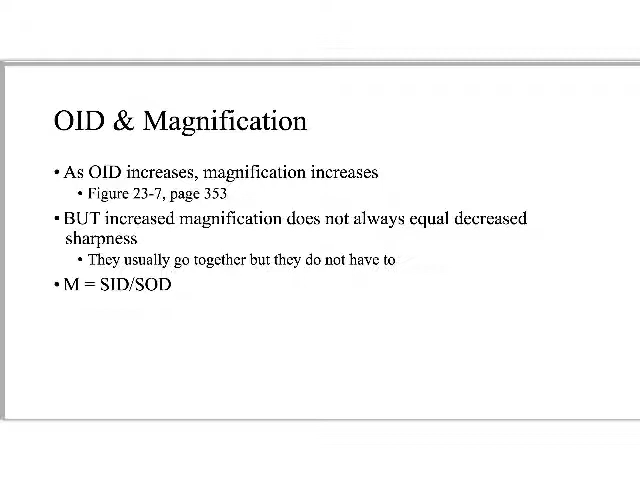 OID & Magnification
• As OID increases, magnification increases
• Figure 23-7, page 353
• BUT increased magnification does not always equal decreased
sharpness
• They usually go together but they do not have to
• M = SID/SOD